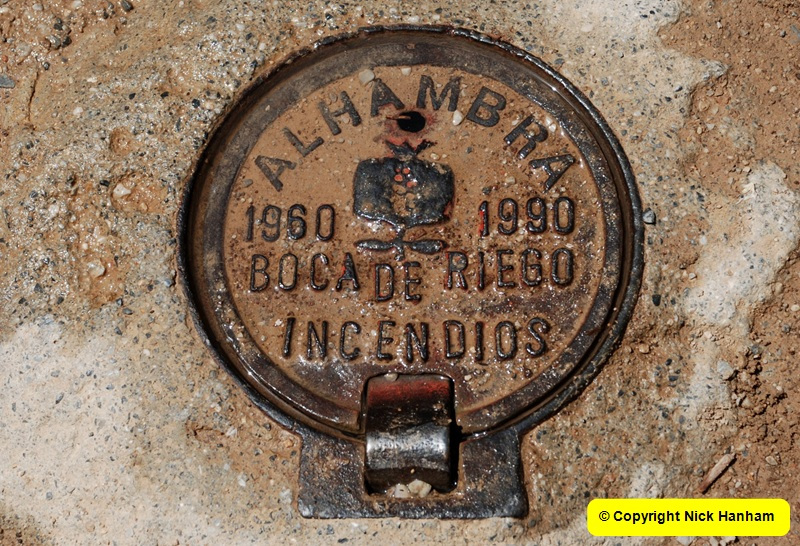 ALHAMBRA
1960 1990
BOCA DE RIEGO
INCENDIOS
© Copyright Nick Hanham